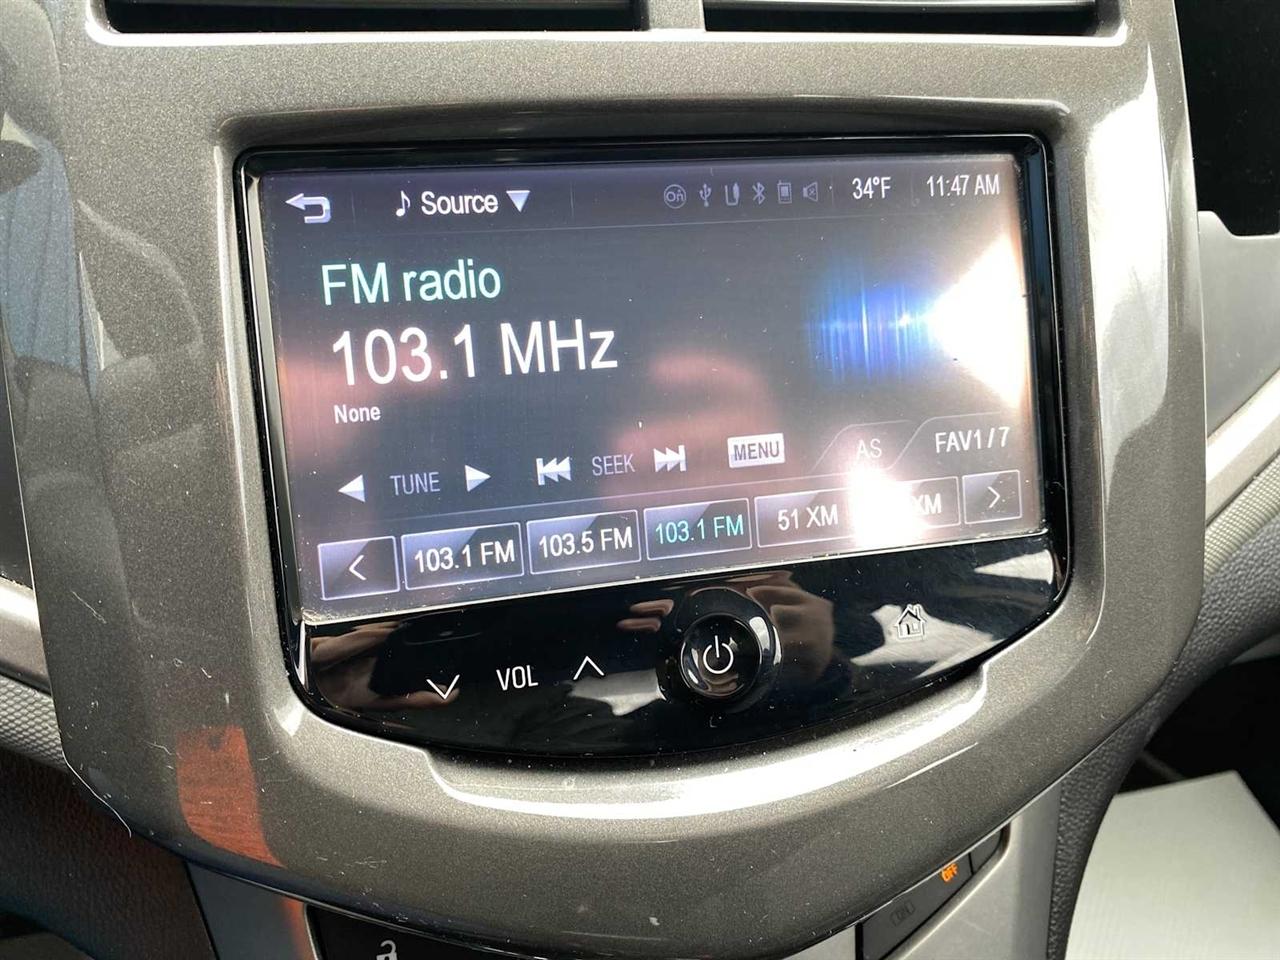 Source
34°F
11:47 AM
FM radio
103.1 MHz
None
TUNE
SEEK
MENU
AS
FAV1 / 7
103.1 FM
103.5 FM
103.1 FM
51 XM
XM
VOL
ON
OFF